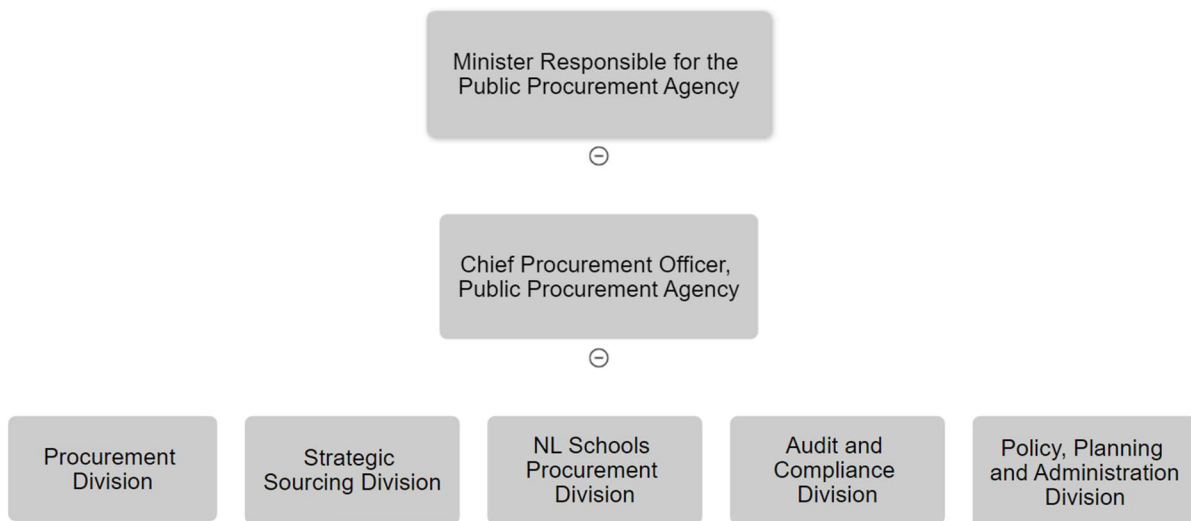 Minister Responsible for the
Public Procurement Agency
Chief Procurement Officer,
Public Procurement Agency
Procurement
Division
Strategic
Sourcing Division
NL Schools
Procurement
Division
Audit and
Compliance
Division
Policy, Planning
and Administration
Division